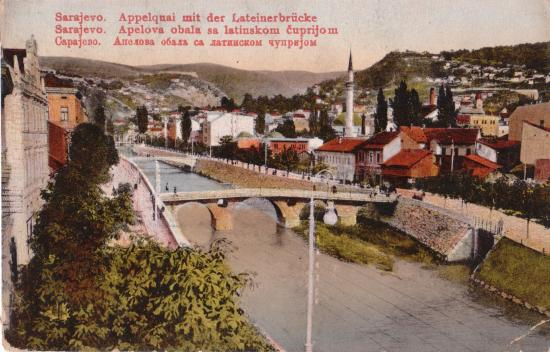 Sarajevo. Appelquai mit der Lateinerbrücke
Sarajevo. Apelova obala sa latinskom ćuprijom
Сарајево. Апелова обала са латинском ћупријом